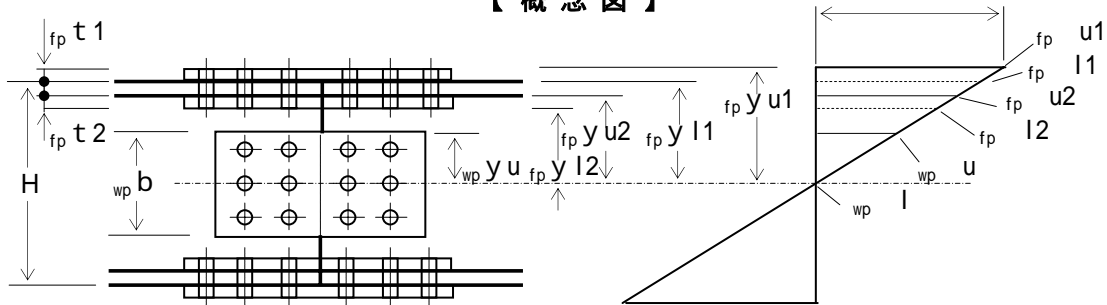 【 概 念 図 】
fp t 1
fp t 2
H
wp b
wp y u
fp y l2
fp y u2
fp y l1
fp y u1
fp u1
fp l1
fp u2
fp l2
wp u
wp l